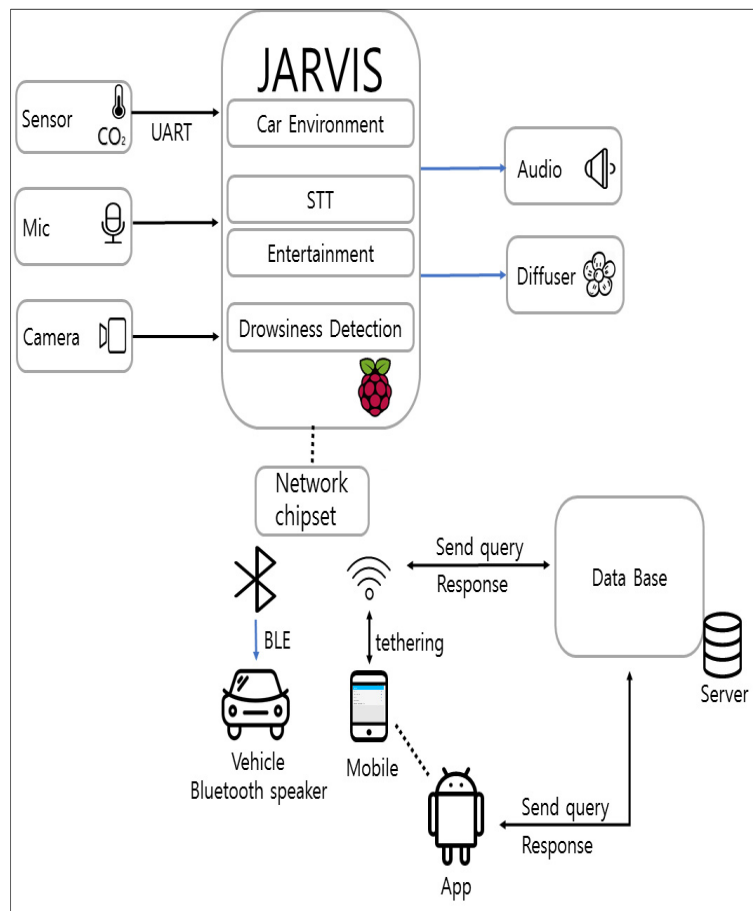 JARVIS
Sensor
CO₂
UART
Car Environment
Mic
STT
Entertainment
Camera
Drowsiness Detection
Audio
Diffuser
Network
chipset
Send query
Response
Data Base
BLE
tethering
Server
Vehicle
Bluetooth speaker
Mobile
Send query
Response
App